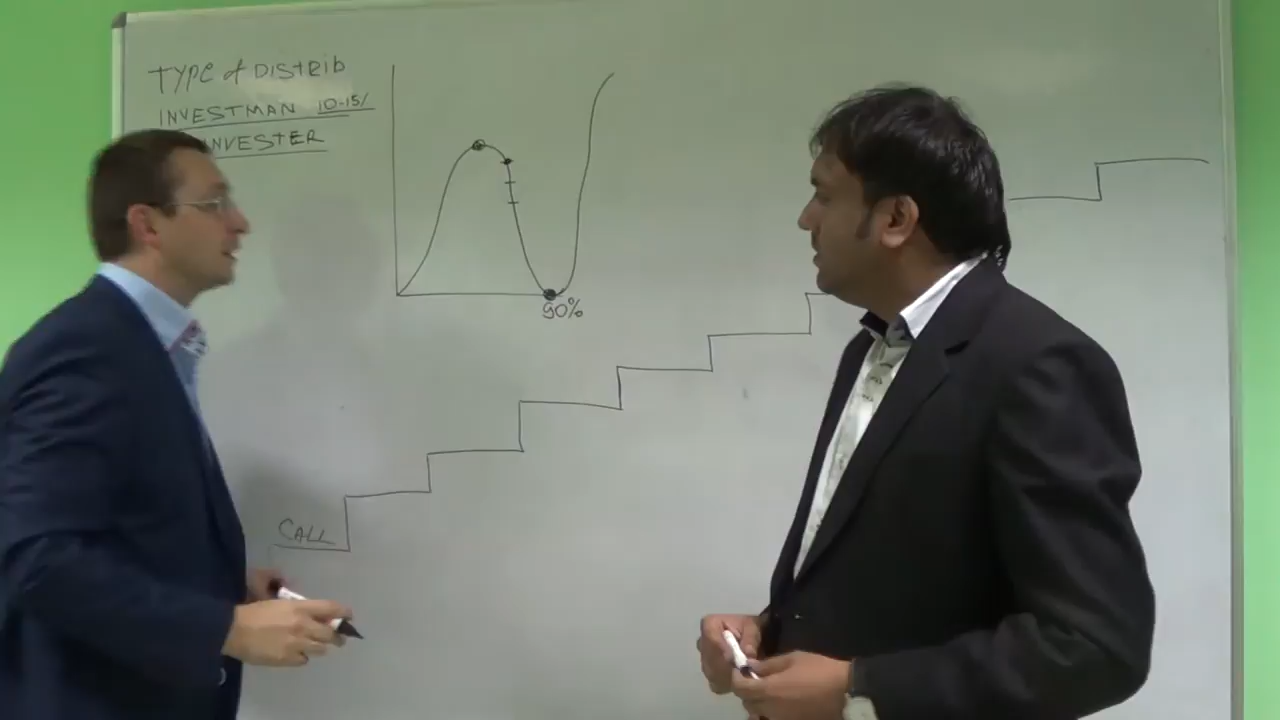 TYPE of DISTRIB
INVESTMAN 10-15/
INVESTER
90%
CALL